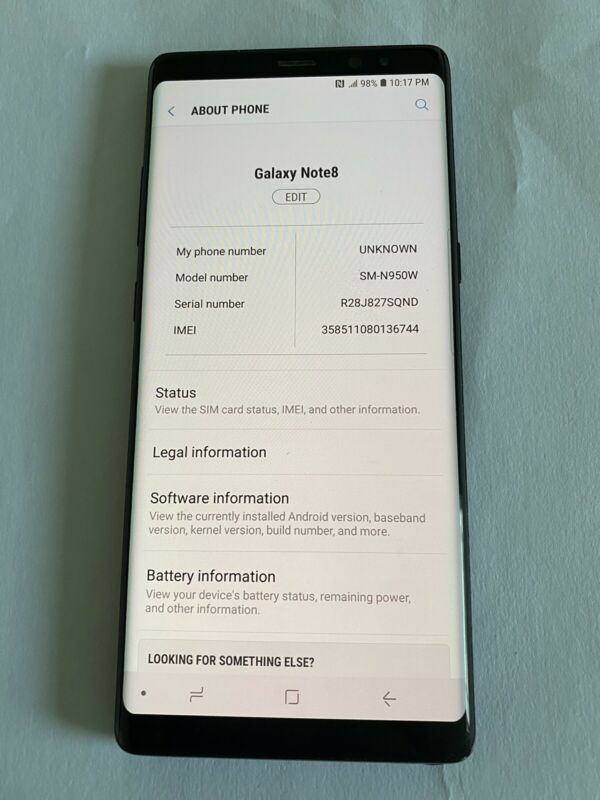 98% 10:17 PM
ABOUT PHONE
Galaxy Note8
EDIT
My phone number UNKNOWN
Model number SM-N950W
Serial number R28J827SQND
IMEI 358511080136744
Status
View the SIM card status, IMEI, and other information.
Legal information
Software information
View the currently installed Android version, baseband
version, kernel version, build number, and more.
Battery information
View your device's battery status, remaining power,
and other information.
LOOKING FOR SOMETHING ELSE?